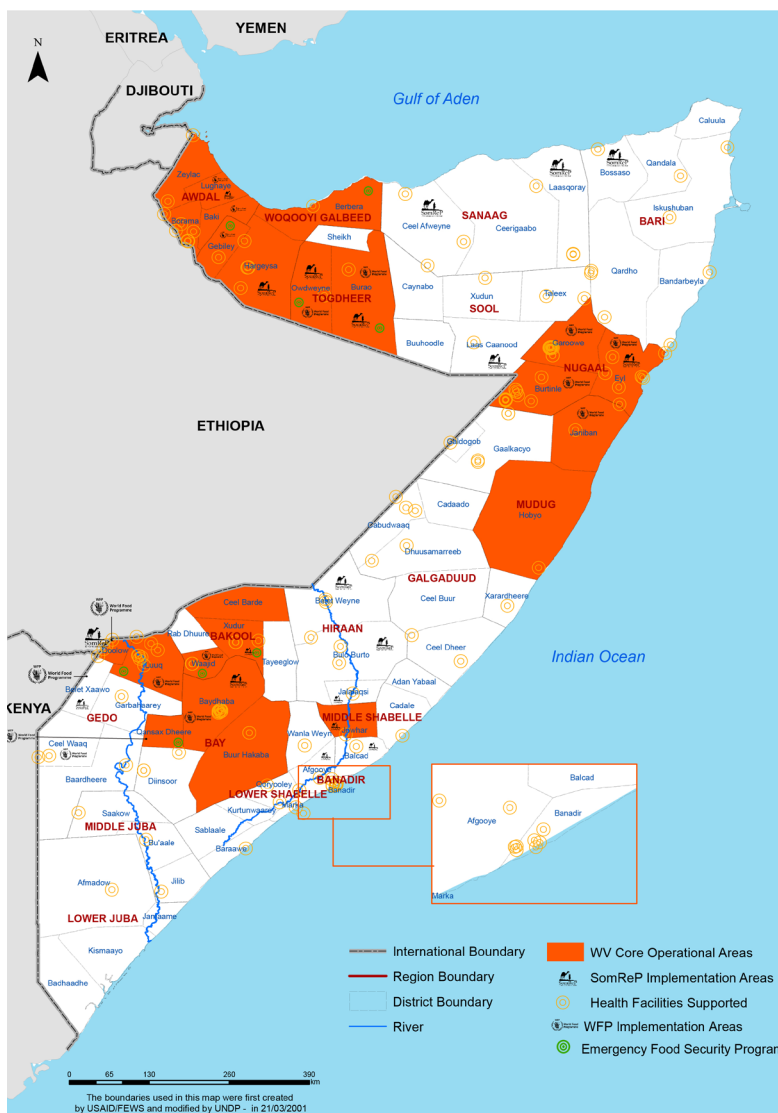 YEMEN
ERITREA
N
DJIBOUTI
Gulf of Aden
Caluula
Zeylac
Lughaye
Bossaso
Qandala
Laasqoray
AWDAL
Berbera
Iskushuban
Borama
Baki
WOQOOYI GALBEED
SANAAG
BARI
Ceel Afweyne
Ceerigaabo
Sheikh
Gebiley
Hargeysa
Qardho
Owdweyne
Burao
Caynabo
Xudun
Taleex
Bandarbeyla
TOGDHEER
SOOL
Buuhoodle
Laas Caanood
Garoowe
NUGAAL
Eyl
Burtinle
ETHIOPIA
Jariban
Galdogob
Gaalkacyo
Cadaado
MUDUG
Hobyo
Cabudwaaq
Dhuusamarreeb
GALGADUUD
Ceel Barde
Ceel Buur
Xarardheere
Belet Weyne
Xudur
HIRAAN
Rab Dhuure
BAKOOL
SomReP
Doolow
Luuq
Waajid
Tayeeglow
Bulo Burto
Ceel Dheer
Indian Ocean
WFP
World Food
Programme
Belet Xaawo
KENYA
Garbahaarey
Baydhaba
Jalalaqsi
Adan Yabaal
Cadale
GEDO
MIDDLE SHABELLE
Qansax Dheere
BAY
Jowhar
Ceel Waaq
Buur Hakaba
Wanla Weyn
Balcad
Baardheere
Diinsoor
Afgooye
BANADIR
Qoryooley
Banadir
LOWER SHABELLE
Saakow
Kurtunwaarey
Marka
MIDDLE JUBA
Sablaale
Bu'aale
Baraawe
Balcad
Afgooye
Banadir
Marka
Afmadow
Jilib
LOWER JUBA
Jamaame
Kismaayo
Badhaadhe
International Boundary
Region Boundary
District Boundary
River
WV Core Operational Areas
SomReP Implementation Areas
Health Facilities Supported
WFP Implementation Areas
Emergency Food Security Program
0 65 130 260 390
km
The boundaries used in this map were first created
by USAID/FEWS and modified by UNDP - in 21/03/2001